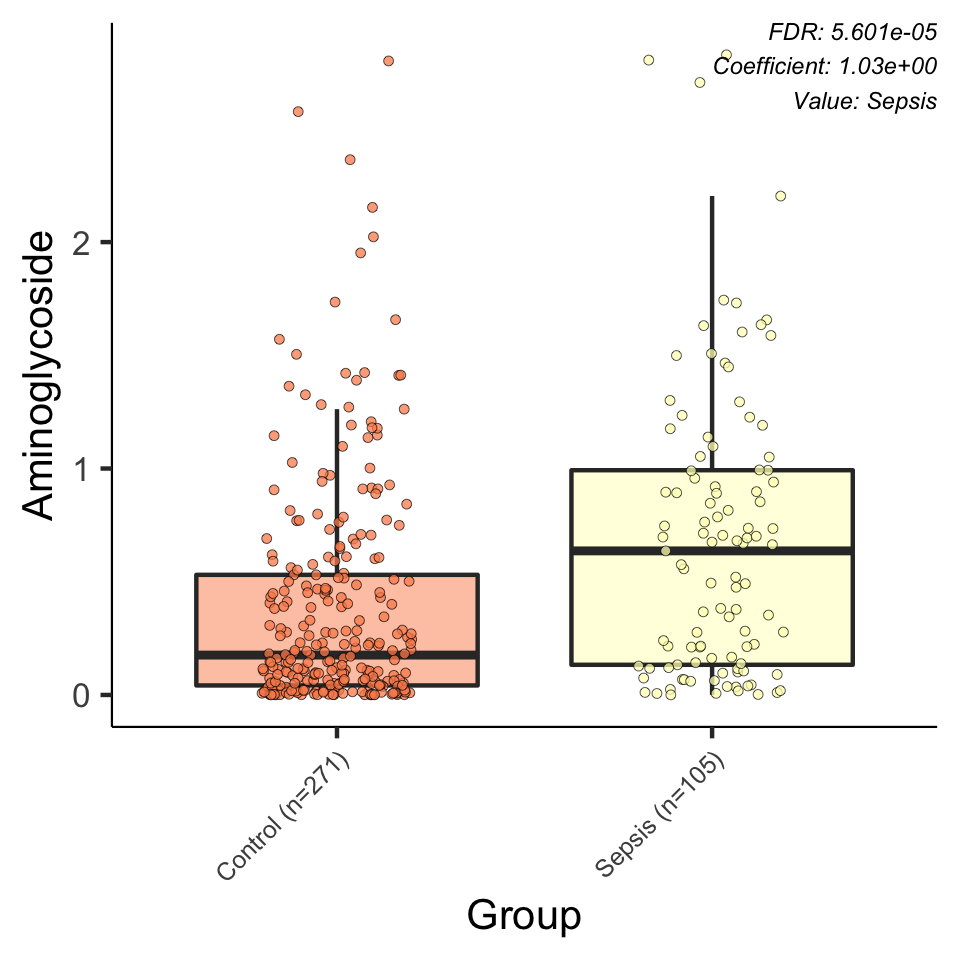 FDR: 5.601e-05
Coefficient: 1.03e+00
Value: Sepsis
Aminoglycoside
2
1
0
Control (n=271)
Sepsis (n=105)
Group